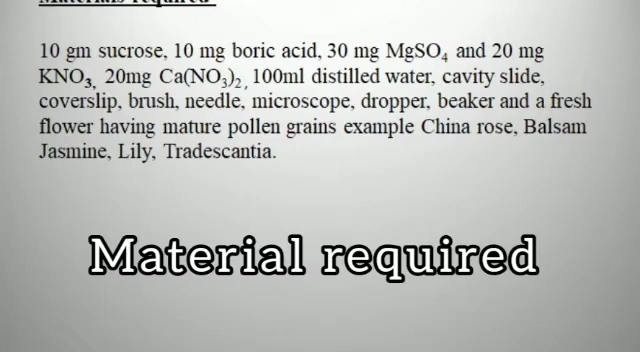 Materials required
10 gm sucrose, 10 mg boric acid, 30 mg MgSO₄ and 20 mg
KNO₃, 20mg Ca(NO₃)₂, 100ml distilled water, cavity slide,
coverslip, brush, needle, microscope, dropper, beaker and a fresh
flower having mature pollen grains example China rose, Balsam
Jasmine, Lily, Tradescantia.
Material required